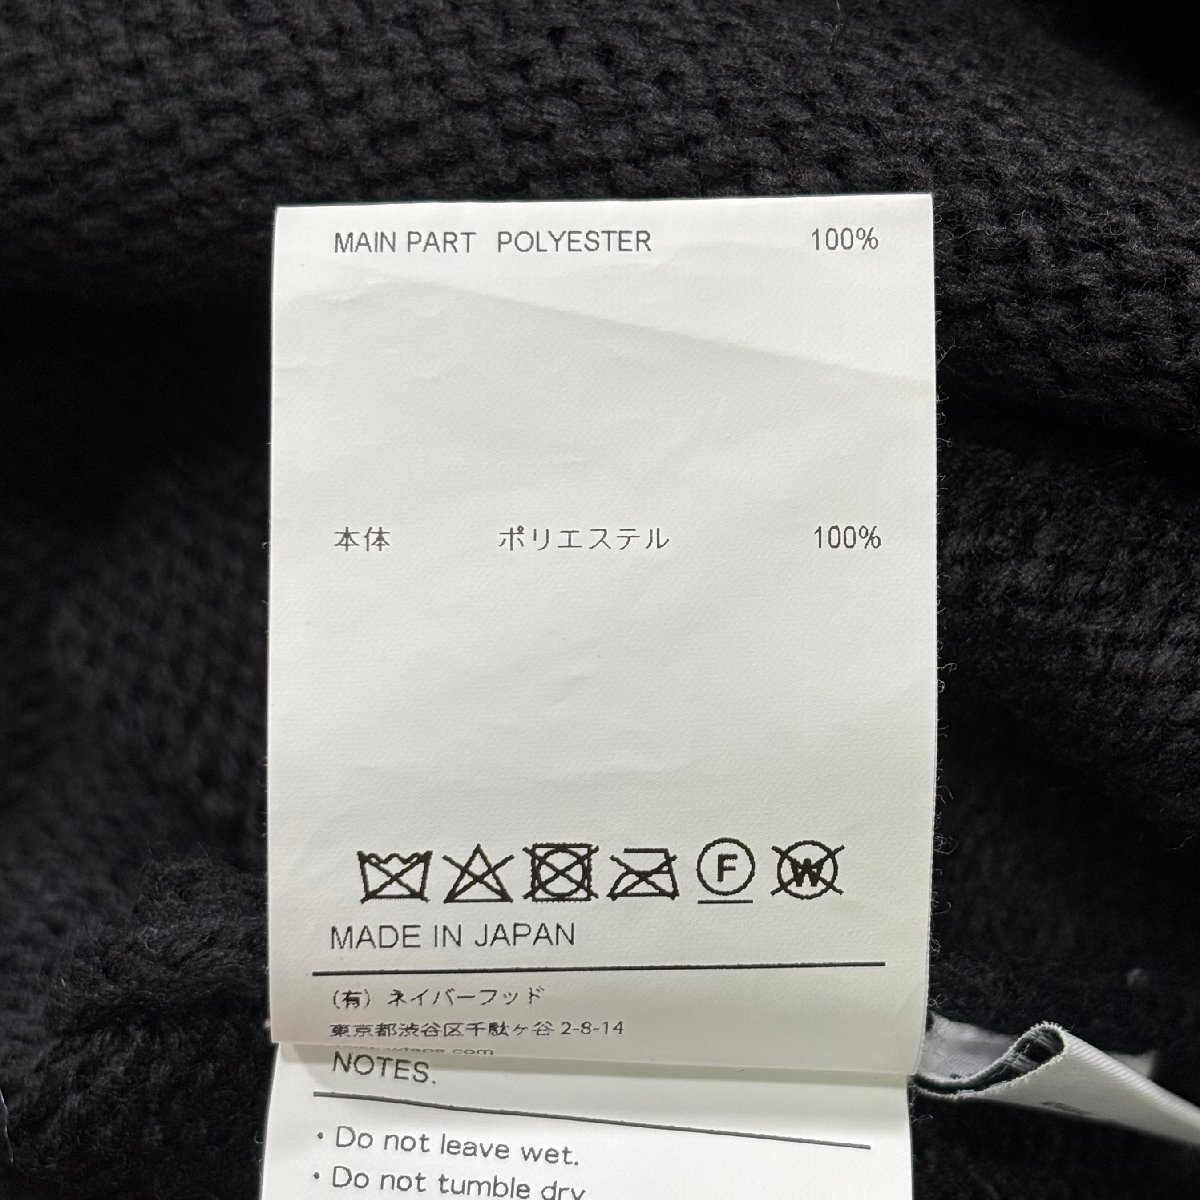 MAIN PART POLYESTER 100%
本体 ポリエステル 100%
F W
MADE IN JAPAN
(有) ネイバーフッド
東京都渋谷区千駄ヶ谷 2-8-14
NOTES.
・Do not leave wet.
・Do not tumble dry